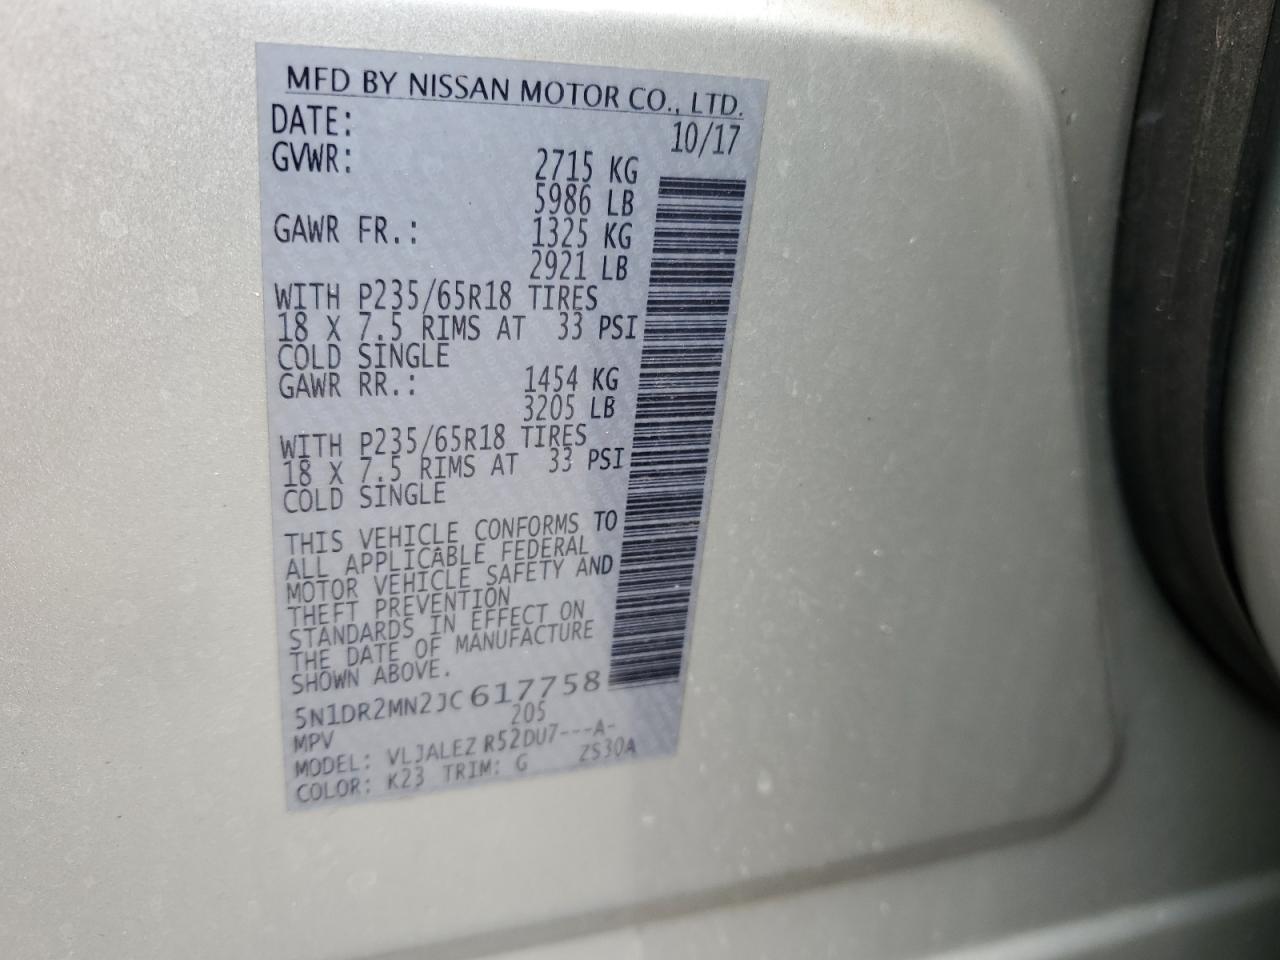 MFD BY NISSAN MOTOR CO., LTD.
DATE: 10/17
GVWR: 2715 KG
5986 LB
GAWR FR.: 1325 KG
2921 LB
WITH P235/65R18 TIRES
18 X 7.5 RIMS AT 33 PSI
COLD SINGLE
GAWR RR.: 1454 KG
3205 LB
WITH P235/65R18 TIRES
18 X 7.5 RIMS AT 33 PSI
COLD SINGLE
THIS VEHICLE CONFORMS TO
ALL APPLICABLE FEDERAL
MOTOR VEHICLE SAFETY AND
THEFT PREVENTION
STANDARDS IN EFFECT ON
THE DATE OF MANUFACTURE
SHOWN ABOVE.
5N1DR2MN2JC617758
MPV 205
MODEL: VLJALEZ R52DU7---A-
COLOR: K23 TRIM: G ZS30A